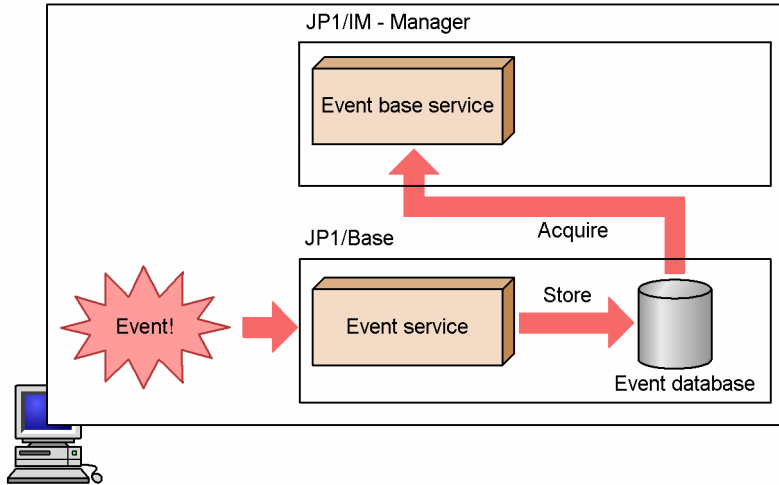 JP1/IM - Manager
Event base service
Acquire
JP1/Base
Event!
Event service
Store
Event database